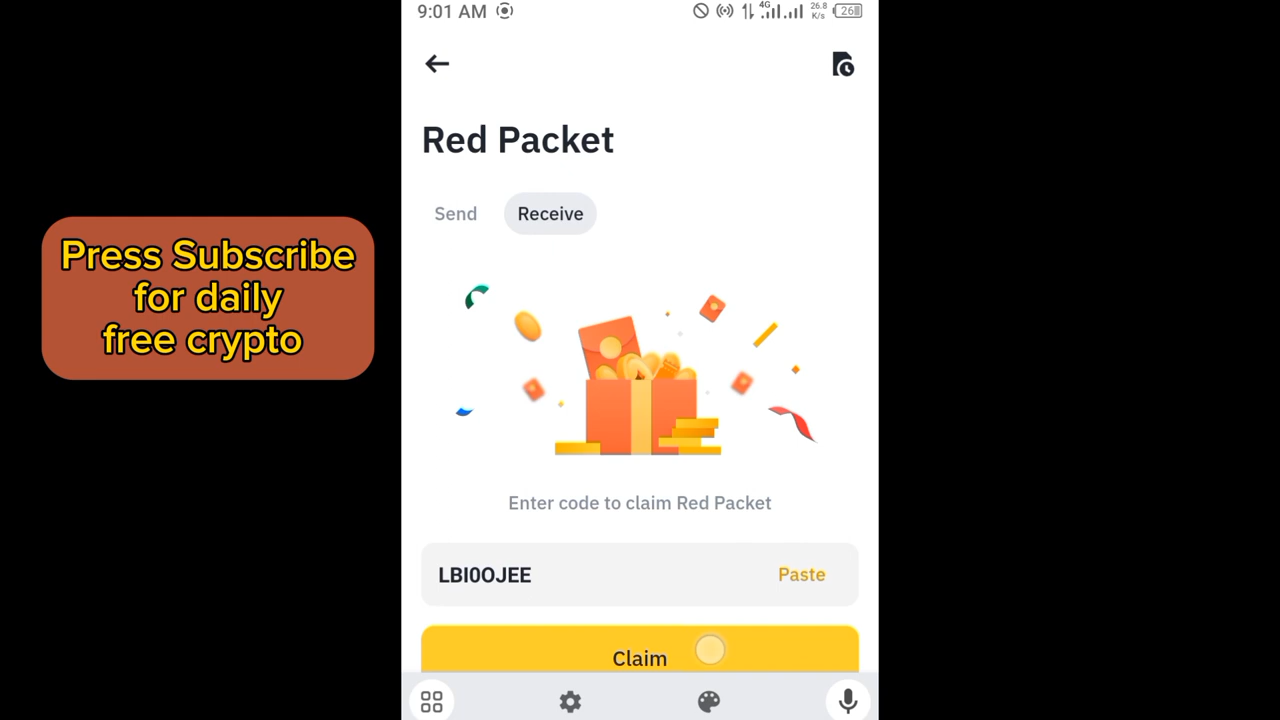 9:01 AM
4G
26.8
K/s
26
Red Packet
Send
Receive
Press Subscribe
for daily
free crypto
Enter code to claim Red Packet
LBI0OJEE
Paste
Claim